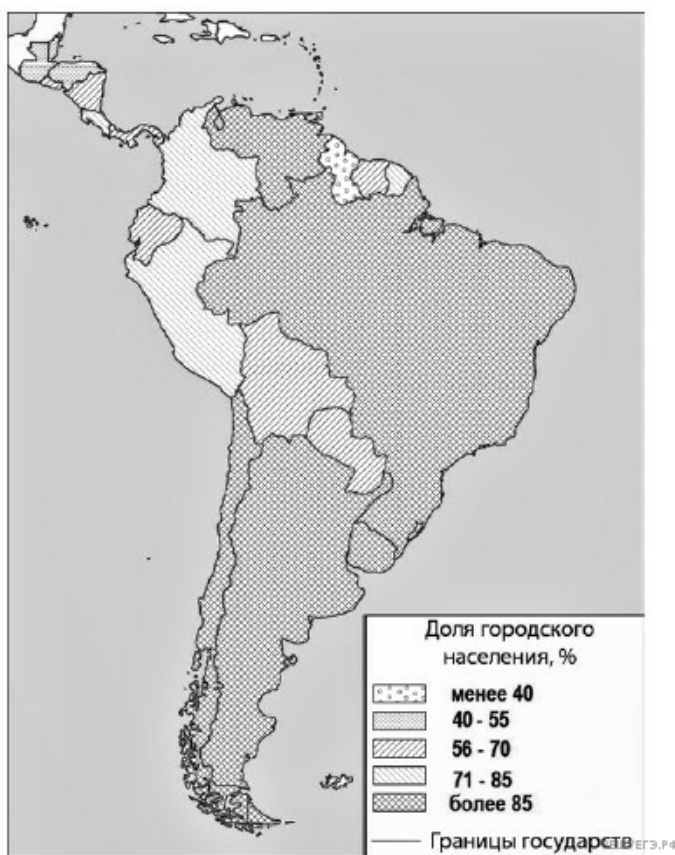 Доля городского
населения, %
менее 40
40 - 55
56 - 70
71 - 85
более 85
Границы государств